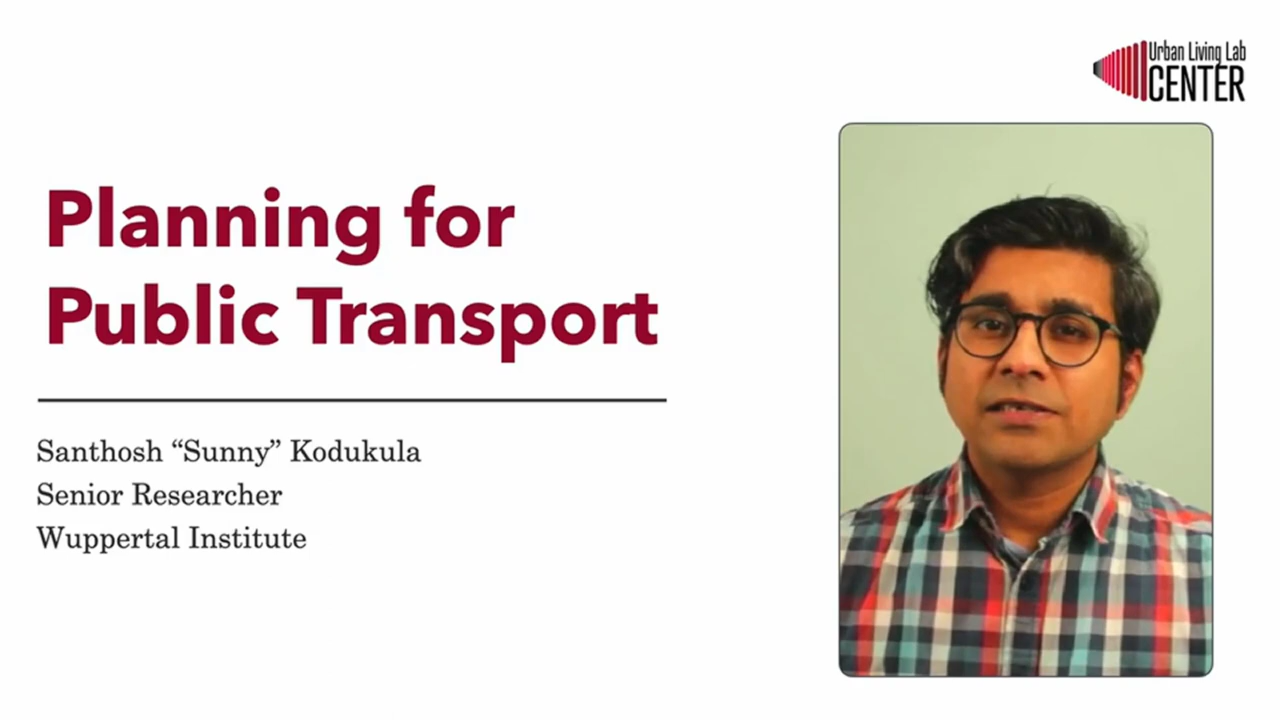 Urban Living Lab
CENTER
Planning for
Public Transport
Santhosh “Sunny” Kodukula
Senior Researcher
Wuppertal Institute